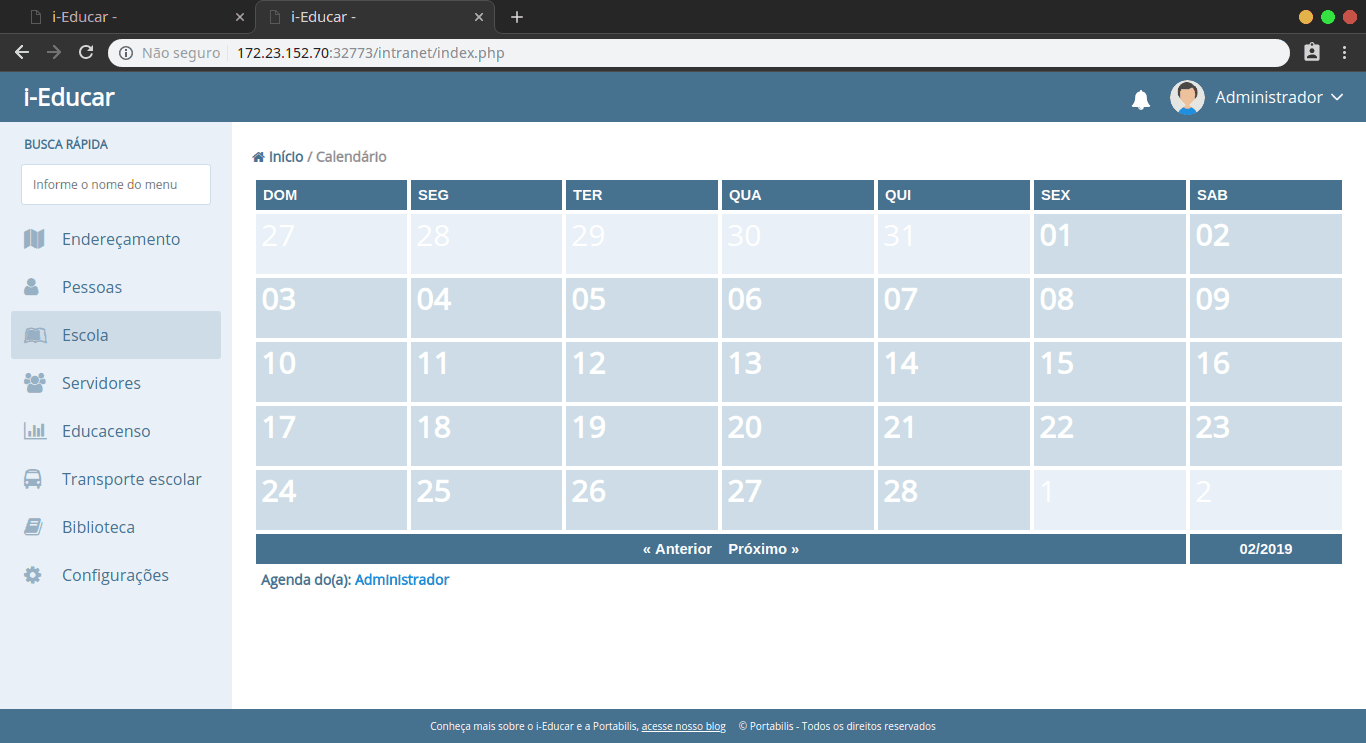 i-Educar -
i-Educar -
Não seguro 172.23.152.70:32773/intranet/index.php
i-Educar
Administrador
BUSCA RÁPIDA
Informe o nome do menu
Endereçamento
Pessoas
Escola
Servidores
Educacenso
Transporte escolar
Biblioteca
Configurações
Início / Calendário
DOM SEG TER QUA QUI SEX SAB
27 28 29 30 31 01 02
03 04 05 06 07 08 09
10 11 12 13 14 15 16
17 18 19 20 21 22 23
24 25 26 27 28 1 2
« Anterior Próximo » 02/2019
Agenda do(a): Administrador
Conheça mais sobre o i-Educar e a Portabilis, acesse nosso blog © Portabilis - Todos os direitos reservados